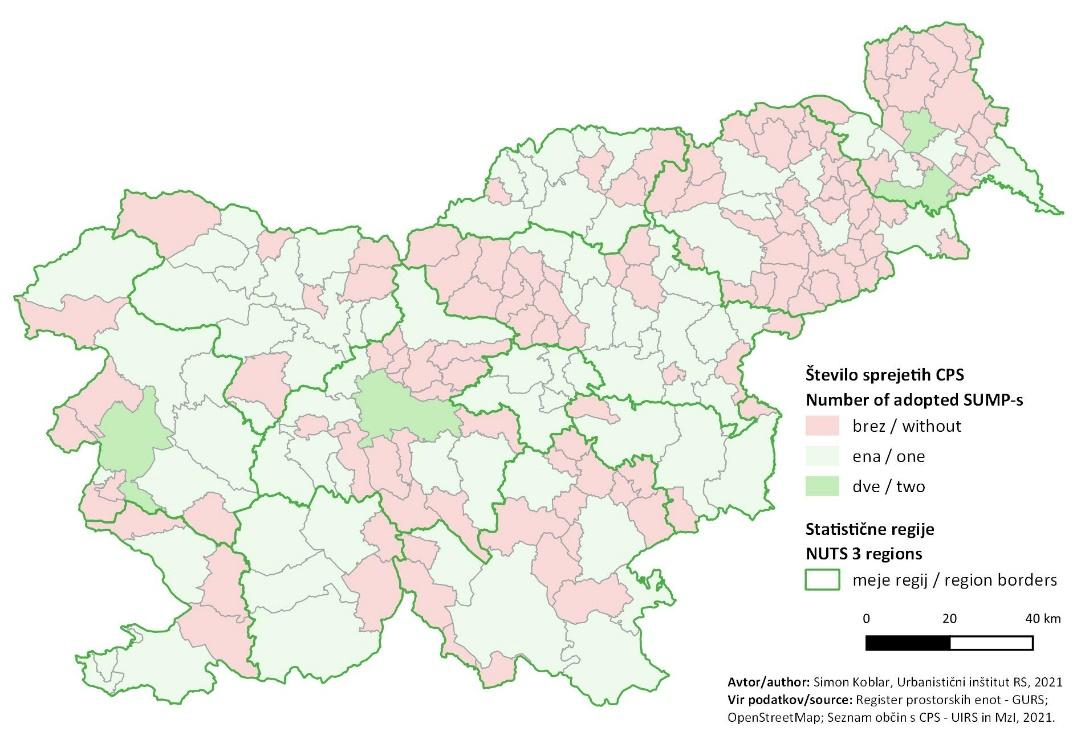 Število sprejetih CPS
Number of adopted SUMP-s
brez / without
ena / one
dve / two
Statistične regije
NUTS 3 regions
meje regij / region borders
0 20 40 km
Avtor/author: Simon Koblar, Urbanistični inštitut RS, 2021
Vir podatkov/source: Register prostorskih enot - GURS;
OpenStreetMap; Seznam občin s CPS - UIRS in MzI, 2021.